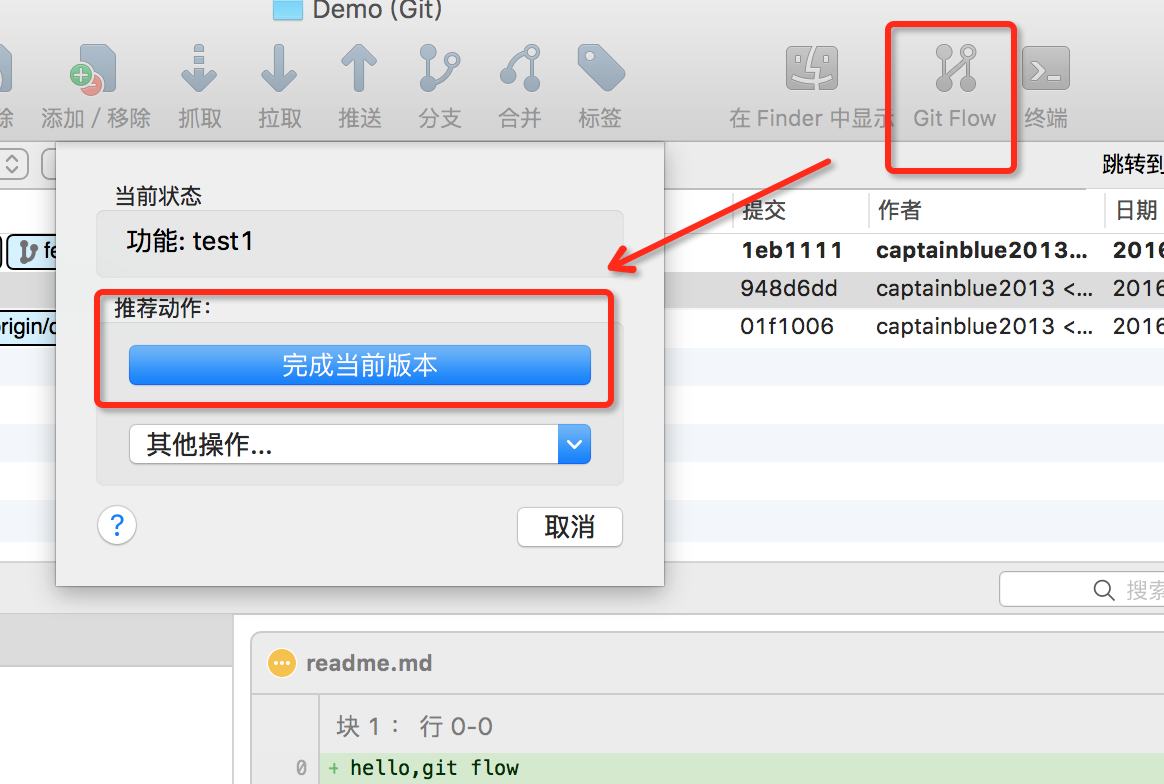 Demo (Git)
除 添加 / 移除 抓取 拉取 推送 分支 合并 标签 在 Finder 中显示 Git Flow 终端
跳转到
当前状态
功能: test1
推荐动作:
完成当前版本
其他操作...
? 取消
提交 作者 日期
fe 1eb1111 captainblue2013... 2016
948d6dd captainblue2013 <... 2016
rigin/d 01f1006 captainblue2013 <... 2016
搜索
readme.md
块 1： 行 0-0
0 + hello,git flow